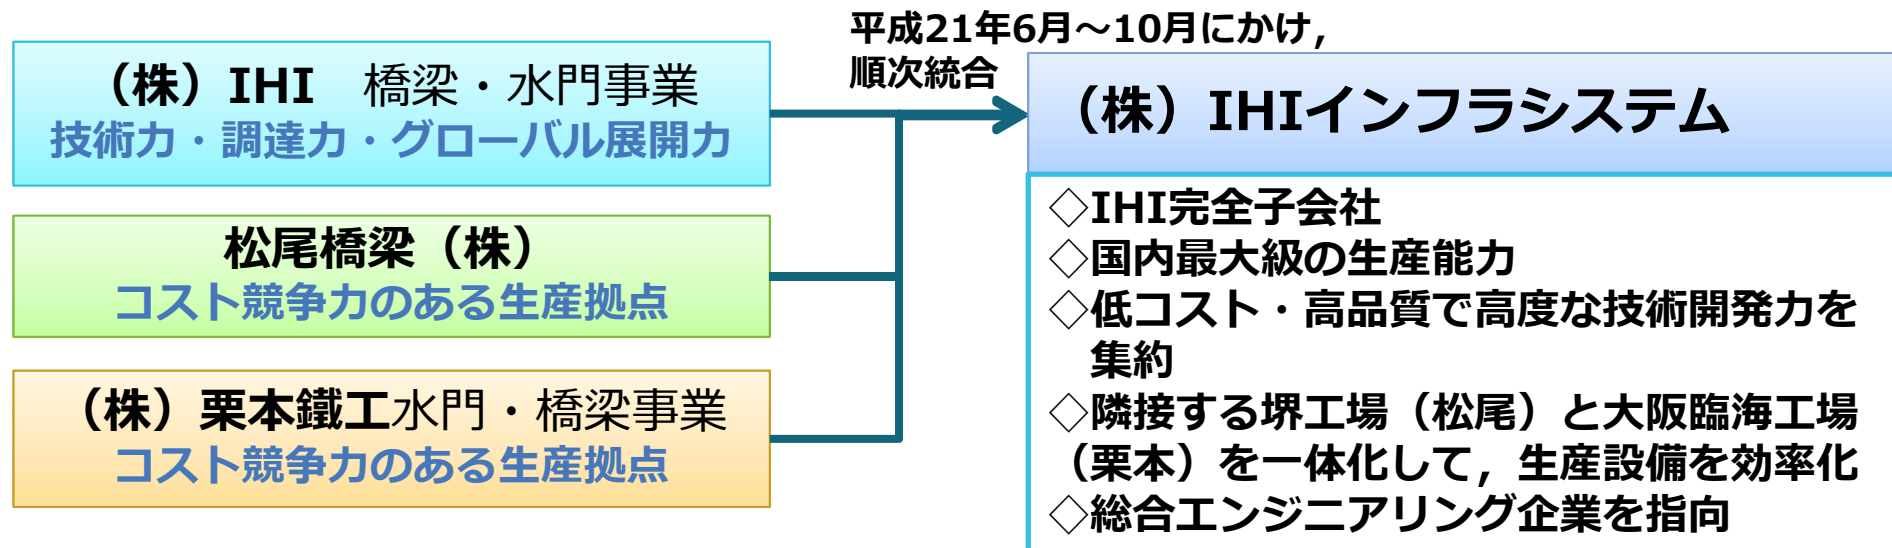 平成21年6月～10月にかけ，
順次統合
（株）IHI　橋梁・水門事業
技術力・調達力・グローバル展開力
松尾橋梁（株）
コスト競争力のある生産拠点
（株）栗本鐵工水門・橋梁事業
コスト競争力のある生産拠点
（株）IHIインフラシステム
◇IHI完全子会社
◇国内最大級の生産能力
◇低コスト・高品質で高度な技術開発力を
集約
◇隣接する堺工場（松尾）と大阪臨海工場
（栗本）を一体化して，生産設備を効率化
◇総合エンジニアリング企業を指向